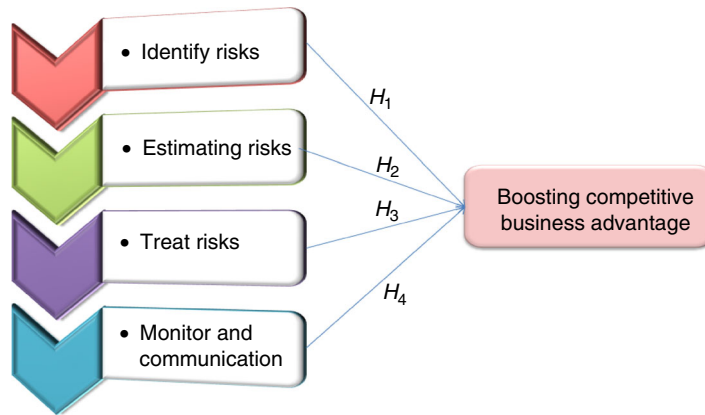 • Identify risks
H1
• Estimating risks
H2
H3
• Treat risks
H4
• Monitor and
communication
Boosting competitive
business advantage